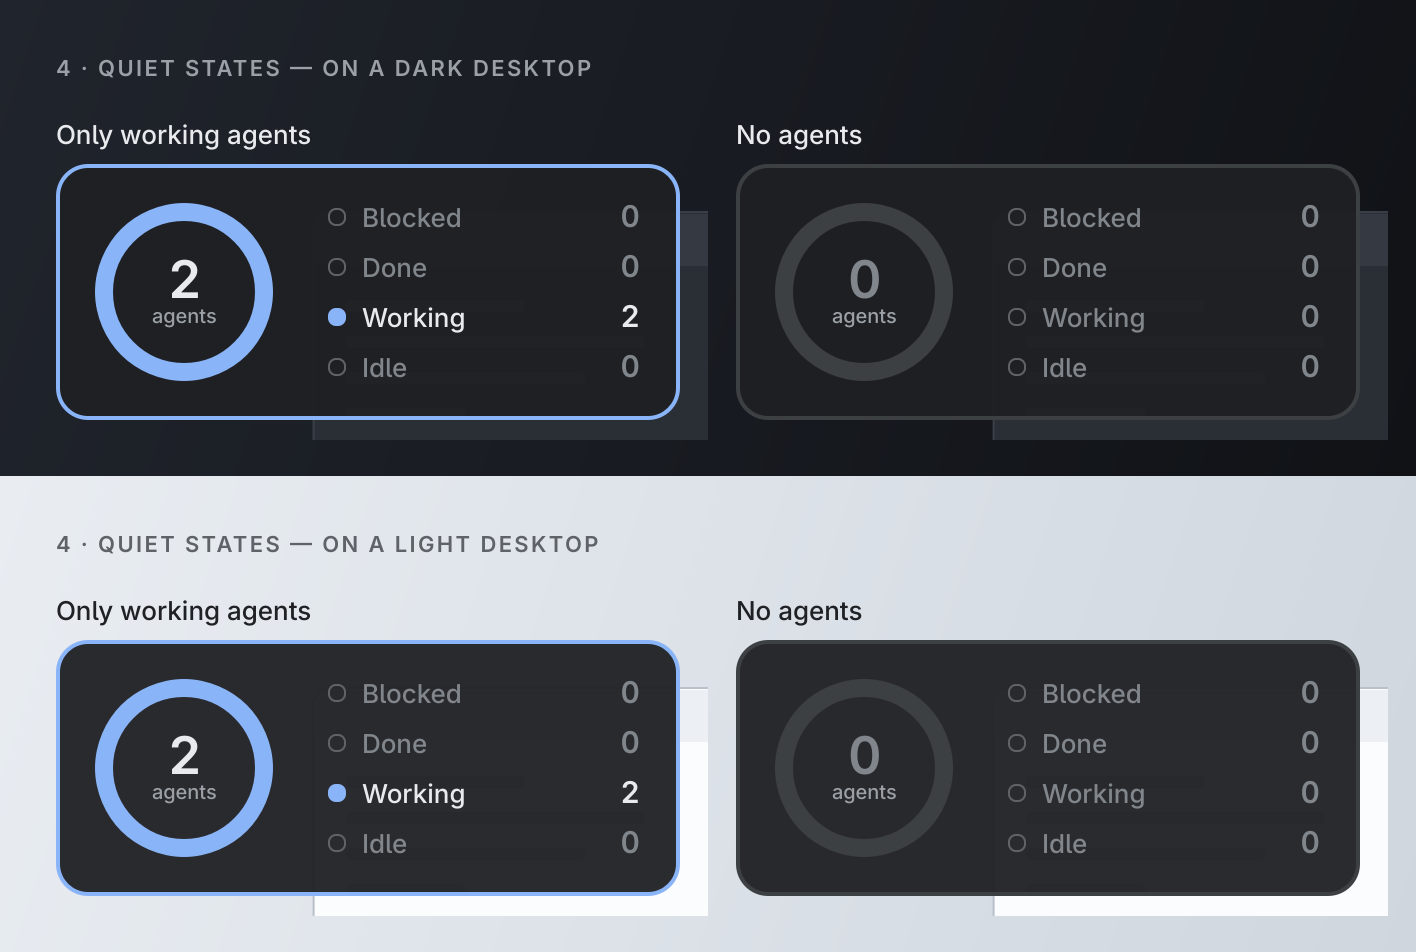 4 · QUIET STATES — ON A DARK DESKTOP
Only working agents
2
agents
Blocked 0
Done 0
Working 2
Idle 0
No agents
0
agents
Blocked 0
Done 0
Working 0
Idle 0
4 · QUIET STATES — ON A LIGHT DESKTOP
Only working agents
2
agents
Blocked 0
Done 0
Working 2
Idle 0
No agents
0
agents
Blocked 0
Done 0
Working 0
Idle 0